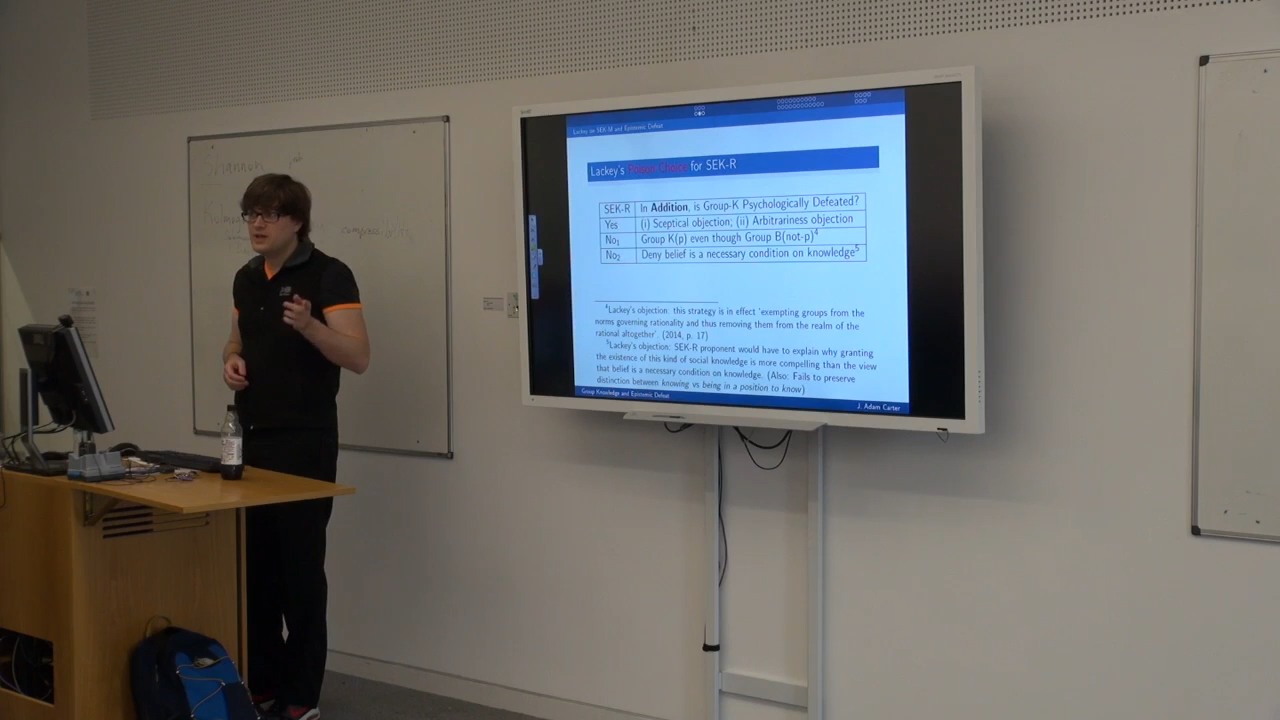 Shannon
Lackey on SEK-M and Epistemic Defeat
Lackey's Poison Choice for SEK-R
SEK-R In Addition, is Group-K Psychologically Defeated?
Yes (i) Sceptical objection; (ii) Arbitrariness objection
No1 Group K(p) even though Group B(not-p)4
No2 Deny belief is a necessary condition on knowledge5
4Lackey's objection: this strategy is in effect 'exempting groups from the
norms governing rationality and thus removing them from the realm of the
rational altogether'. (2014, p. 17)
5Lackey's objection: SEK-R proponent would have to explain why granting
the existence of this kind of social knowledge is more compelling than the view
that belief is a necessary condition on knowledge. (Also: Fails to preserve
distinction between knowing vs being in a position to know)
Group Knowledge and Epistemic Defeat
J. Adam Carter